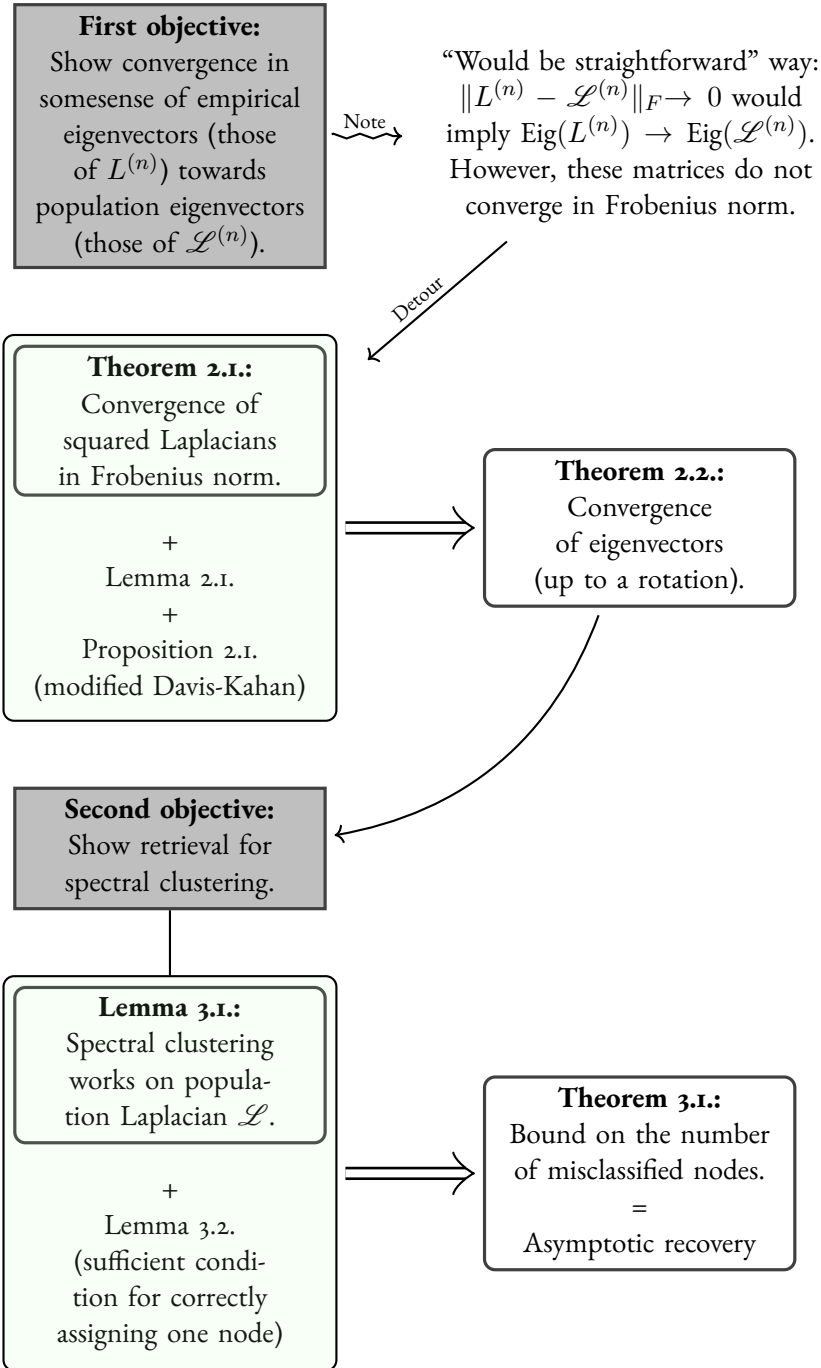 First objective:
Show convergence in
somesense of empirical
eigenvectors (those
of L^{(n)}) towards
population eigenvectors
(those of ℒ^{(n)}).
Note
“Would be straightforward” way:
‖L^{(n)} − ℒ^{(n)}‖_F → 0 would
imply Eig(L^{(n)}) → Eig(ℒ^{(n)}).
However, these matrices do not
converge in Frobenius norm.
Detour
Theorem 2.1.:
Convergence of
squared Laplacians
in Frobenius norm.
+
Lemma 2.1.
+
Proposition 2.1.
(modified Davis-Kahan)
Theorem 2.2.:
Convergence
of eigenvectors
(up to a rotation).
Second objective:
Show retrieval for
spectral clustering.
Lemma 3.1.:
Spectral clustering
works on popula-
tion Laplacian ℒ.
+
Lemma 3.2.
(sufficient condi-
tion for correctly
assigning one node)
Theorem 3.1.:
Bound on the number
of misclassified nodes.
=
Asymptotic recovery